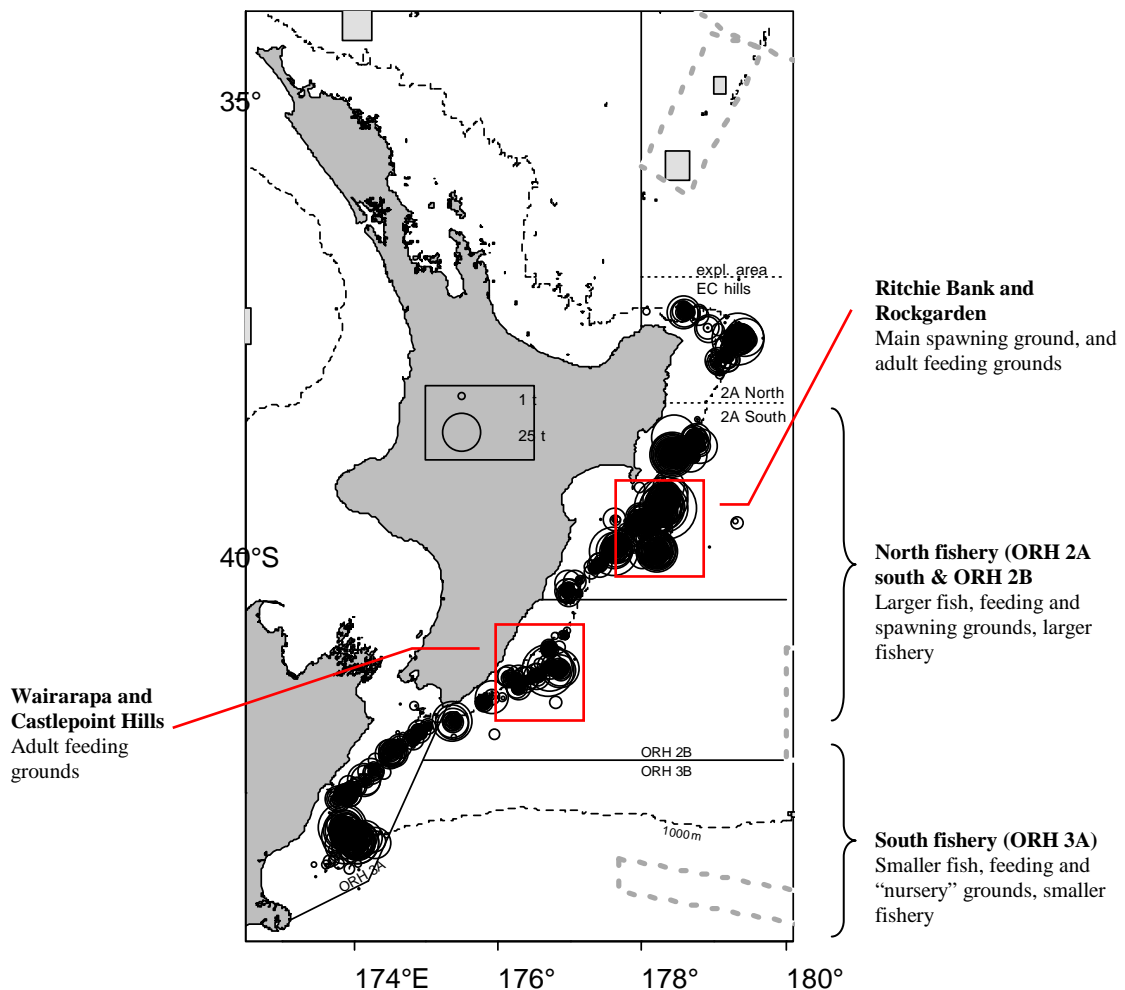 35°
expl. area
EC hills
Ritchie Bank and
Rockgarden
Main spawning ground, and
adult feeding grounds
2A North
2A South
1 t
25 t
40°S
North fishery (ORH 2A
south & ORH 2B
Larger fish, feeding and
spawning grounds, larger
fishery
Wairarapa and
Castlepoint Hills
Adult feeding
grounds
ORH 2B
ORH 3B
1000 m
ORH 3A
South fishery (ORH 3A)
Smaller fish, feeding and
“nursery” grounds, smaller
fishery
174°E
176°
178°
180°